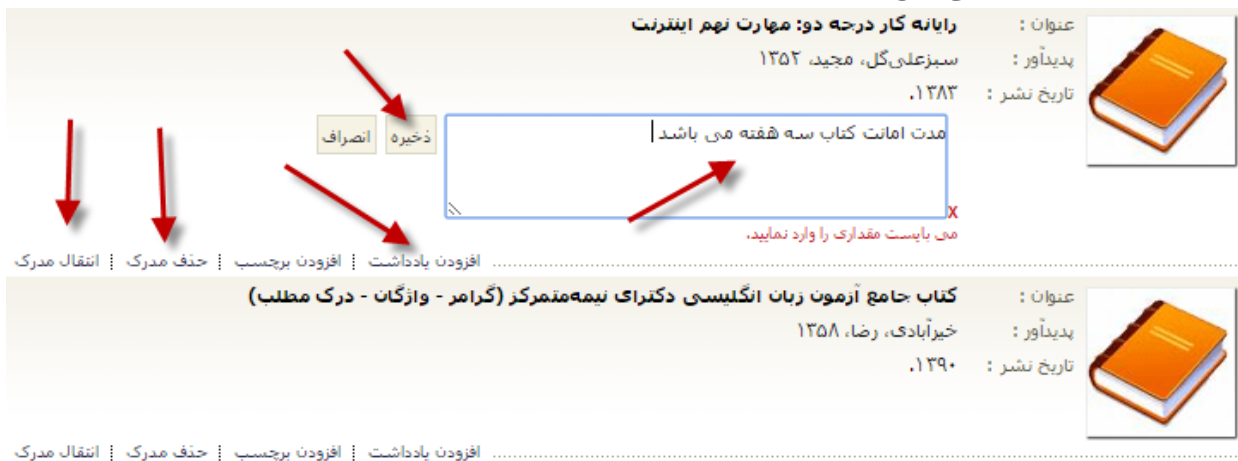 عنوان : رایانه کار درجه دو: مهارت نهم اینترنت
پدیدآور : سبزعلی‌گل، مجید، ۱۳۵۲
تاریخ نشر : ۱۳۸۳.
مدت امانت کتاب سه هفته می باشد ذخیره انصراف
x
می بایست مقداری را وارد نمایید.
افزودن یادداشت | افزودن برچسب | حذف مدرک | انتقال مدرک
عنوان : کتاب جامع آزمون زبان انگلیسی دکترای نیمه‌متمرکز (گرامر - واژگان - درک مطلب)
پدیدآور : خیرآبادی، رضا، ۱۳۵۸
تاریخ نشر : ۱۳۹۰.
افزودن یادداشت | افزودن برچسب | حذف مدرک | انتقال مدرک